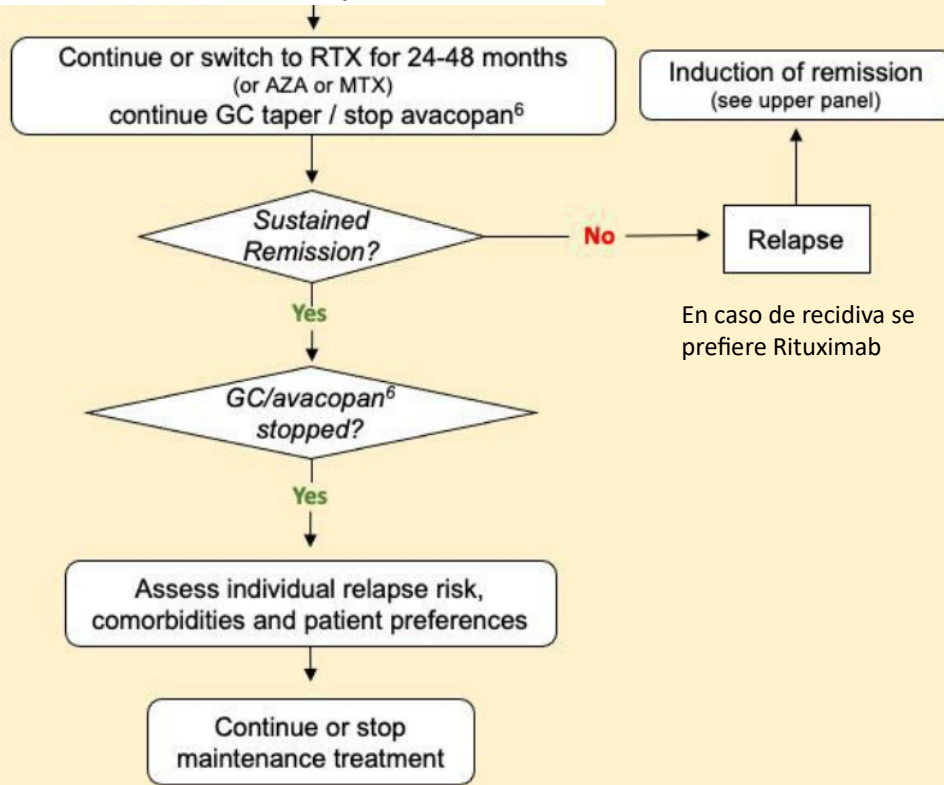 Continue or switch to RTX for 24-48 months
(or AZA or MTX)
continue GC taper / stop avacopan⁶
Induction of remission
(see upper panel)
Sustained
Remission?
No
Relapse
Yes
En caso de recidiva se
prefiere Rituximab
GC/avacopan⁶
stopped?
Yes
Assess individual relapse risk,
comorbidities and patient preferences
Continue or stop
maintenance treatment